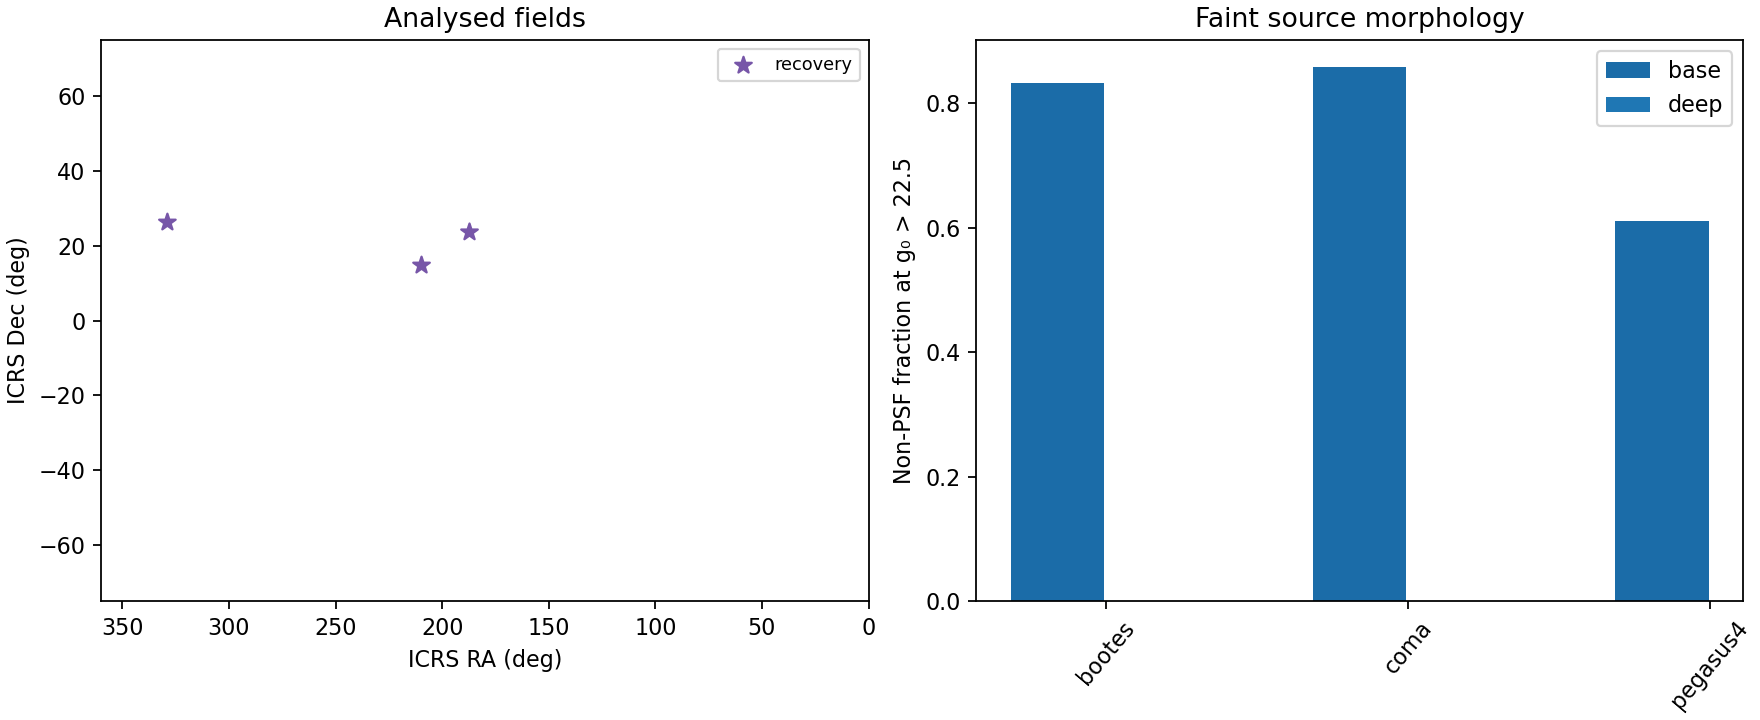 Analysed fields
recovery
60
40
20
0
−20
−40
−60
ICRS Dec (deg)
350 300 250 200 150 100 50 0
ICRS RA (deg)
Faint source morphology
base
deep
0.8
0.6
0.4
0.2
0.0
Non-PSF fraction at g₀ > 22.5
bootes
coma
pegasus4